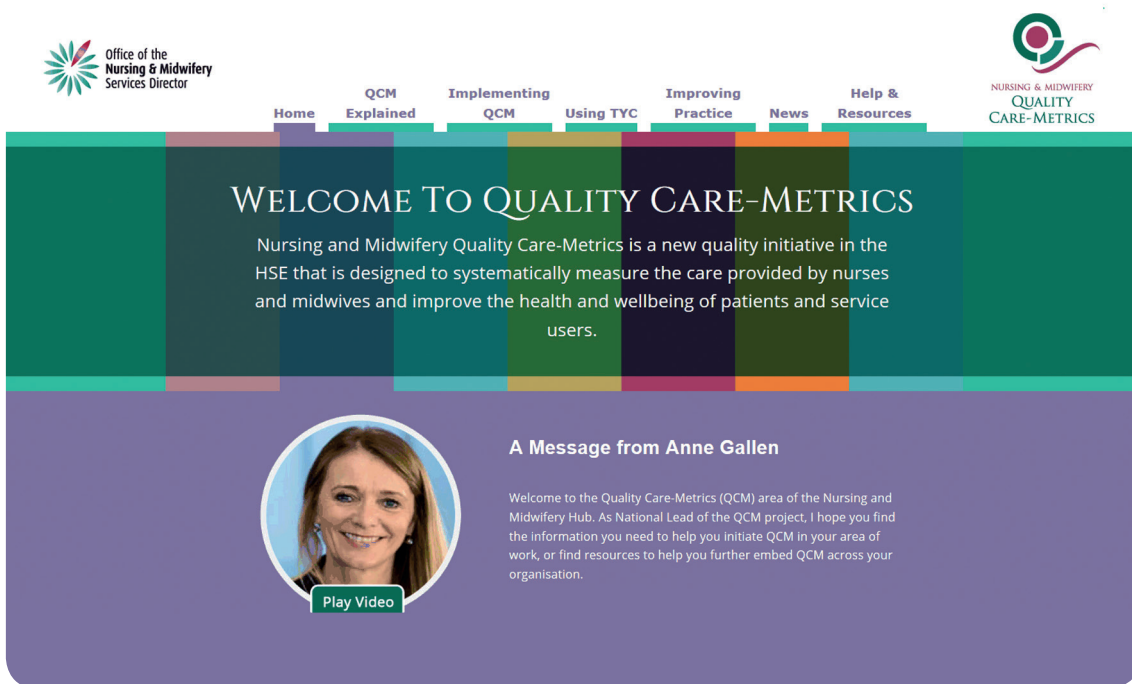 Office of the
Nursing & Midwifery
Services Director
Home
QCM
Explained
Implementing
QCM
Using TYC
Improving
Practice
News
Help &
Resources
NURSING & MIDWIFERY
QUALITY
CARE-METRICS
WELCOME TO QUALITY CARE-METRICS
Nursing and Midwifery Quality Care-Metrics is a new quality initiative in the
HSE that is designed to systematically measure the care provided by nurses
and midwives and improve the health and wellbeing of patients and service
users.
A Message from Anne Gallen
Welcome to the Quality Care-Metrics (QCM) area of the Nursing and
Midwifery Hub. As National Lead of the QCM project, I hope you find
the information you need to help you initiate QCM in your area of
work, or find resources to help you further embed QCM across your
organisation.
Play Video